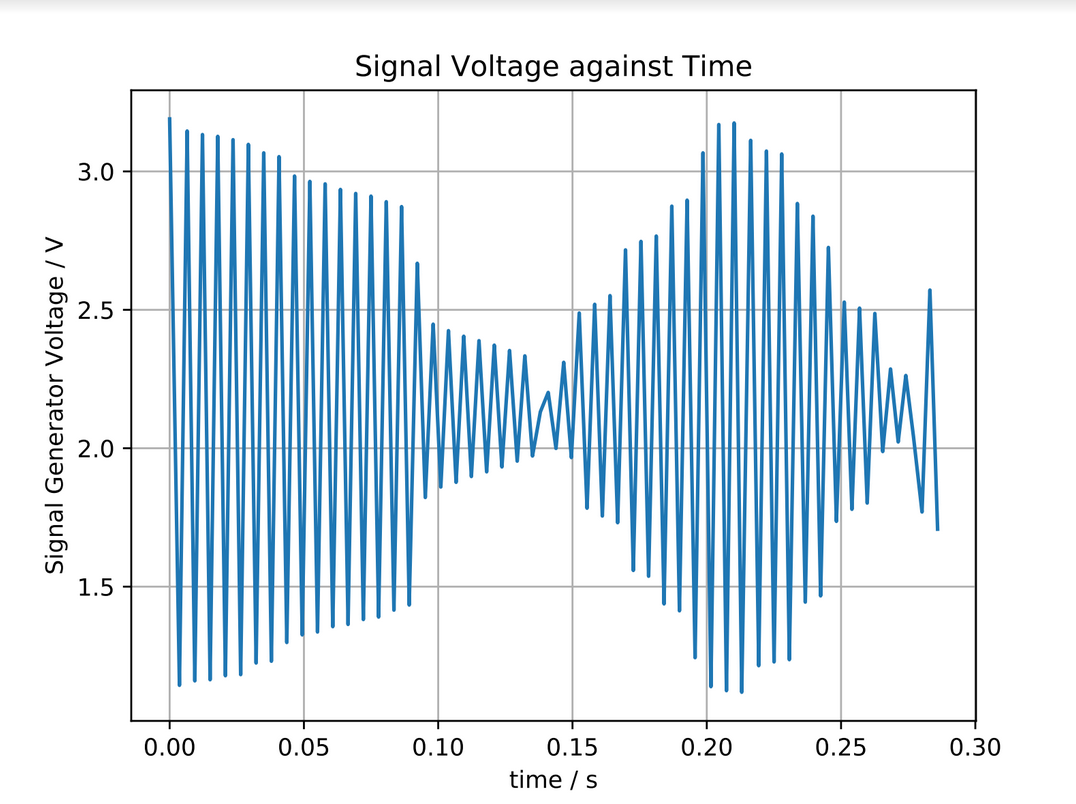 Signal Voltage against Time
Signal Generator Voltage / V
3.0
2.5
2.0
1.5
0.00 0.05 0.10 0.15 0.20 0.25 0.30
time / s